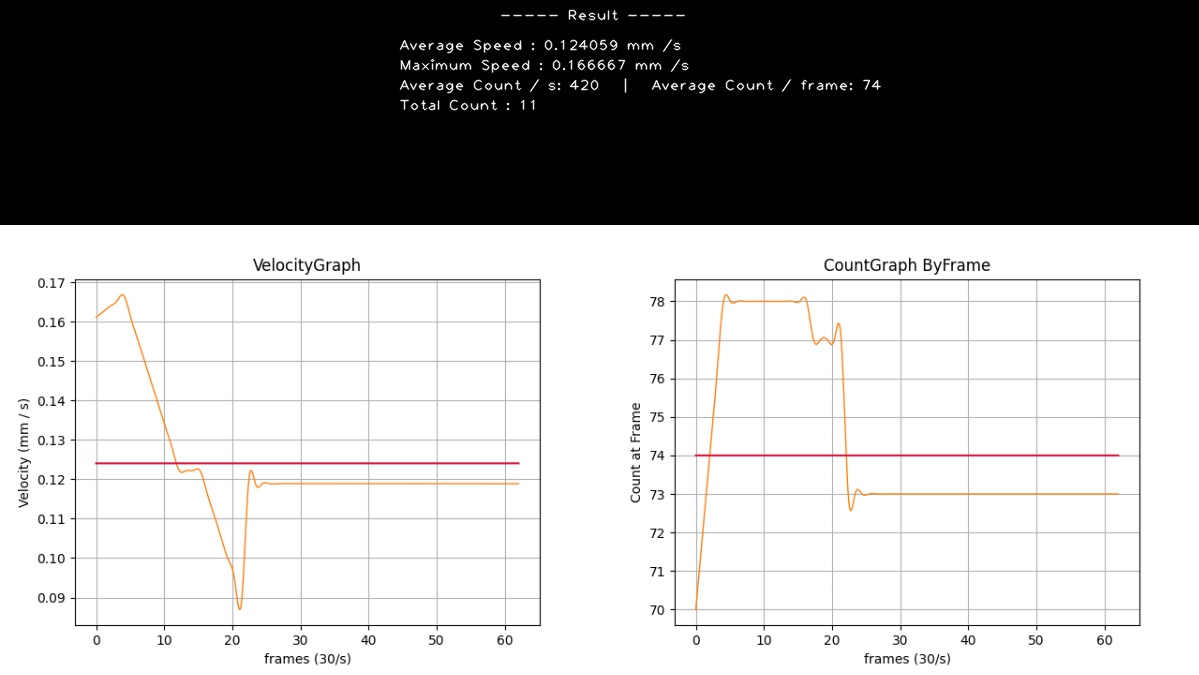 ----- Result -----
Average Speed : 0.124059 mm /s
Maximum Speed : 0.166667 mm /s
Average Count / s: 420 | Average Count / frame: 74
Total Count : 11
VelocityGraph
0.17
0.16
0.15
0.14
0.13
0.12
0.11
0.10
0.09
Velocity (mm / s)
0 10 20 30 40 50 60
frames (30/s)
CountGraph ByFrame
78
77
76
75
74
73
72
71
70
Count at Frame
0 10 20 30 40 50 60
frames (30/s)